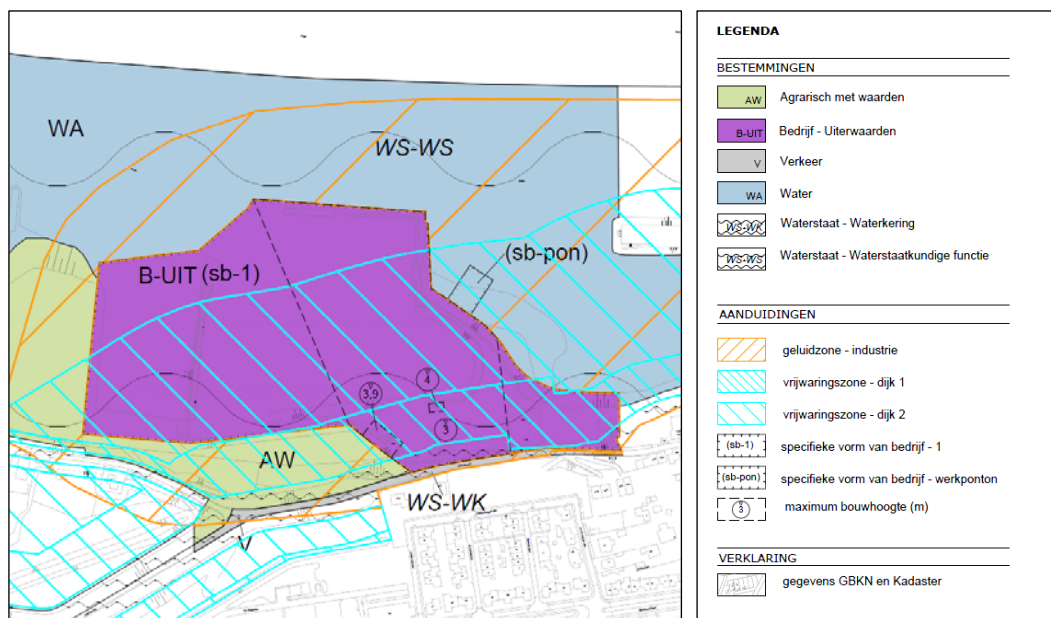 WA
WS-WS
(sb-pon)
B-UIT (sb-1)
3,9
4
3
AW
WS-WK
V
LEGENDA
BESTEMMINGEN
AW Agrarisch met waarden
B-UIT Bedrijf - Uiterwaarden
V Verkeer
WA Water
WS-WK Waterstaat - Waterkering
WS-WS Waterstaat - Waterstaatkundige functie
AANDUIDINGEN
geluidzone - industrie
vrijwaringszone - dijk 1
vrijwaringszone - dijk 2
(sb-1) specifieke vorm van bedrijf - 1
(sb-pon) specifieke vorm van bedrijf - werkponton
3 maximum bouwhoogte (m)
VERKLARING
gegevens GBKN en Kadaster